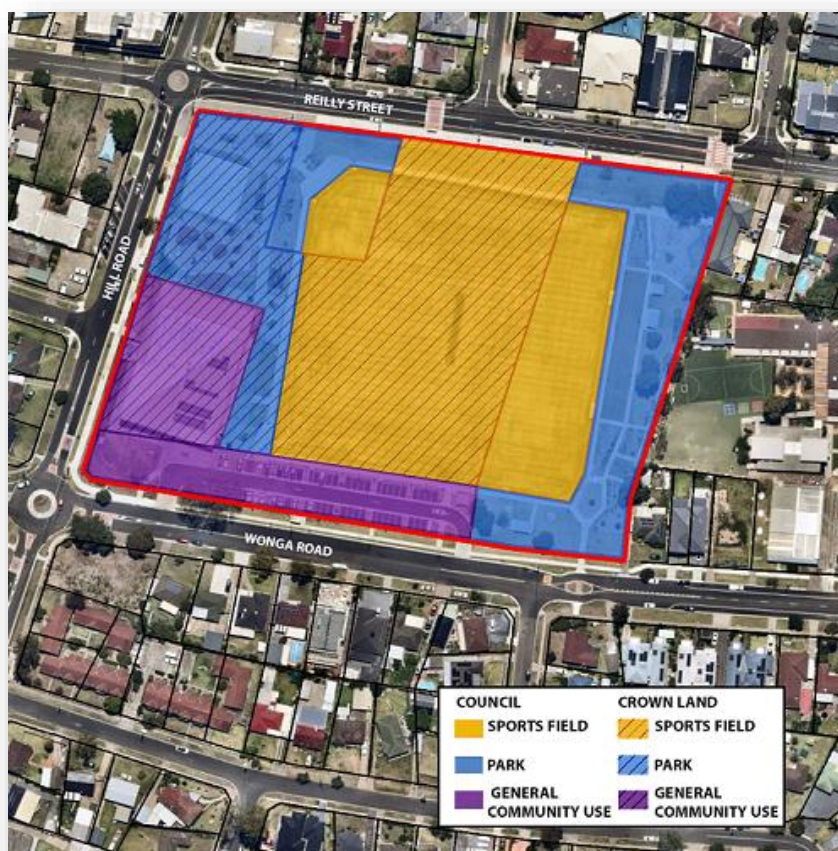 REILLY STREET
HILL ROAD
WONGA ROAD
COUNCIL
SPORTS FIELD
PARK
GENERAL
COMMUNITY USE
CROWN LAND
SPORTS FIELD
PARK
GENERAL
COMMUNITY USE